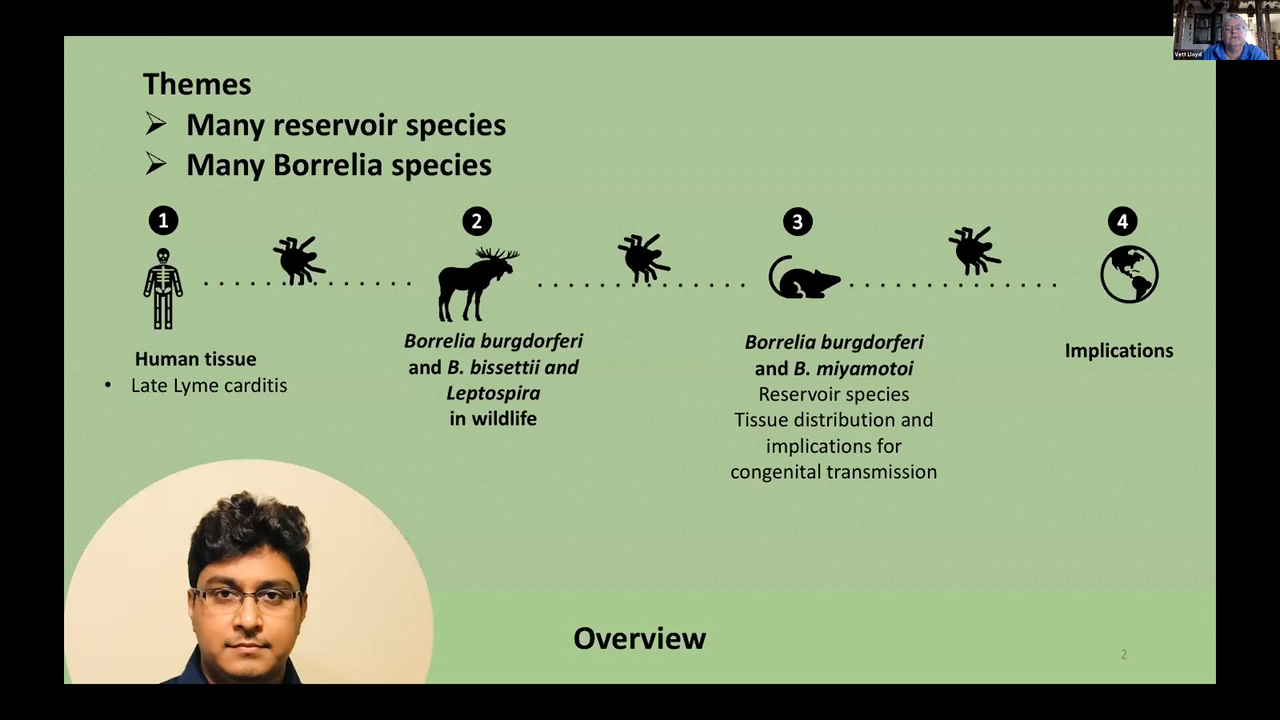 Vett Lloyd
Themes
➢ Many reservoir species
➢ Many Borrelia species
1
2
3
4
Human tissue
• Late Lyme carditis
Borrelia burgdorferi
and B. bissettii and
Leptospira
in wildlife
Borrelia burgdorferi
and B. miyamotoi
Reservoir species
Tissue distribution and
implications for
congenital transmission
Implications
Overview
2